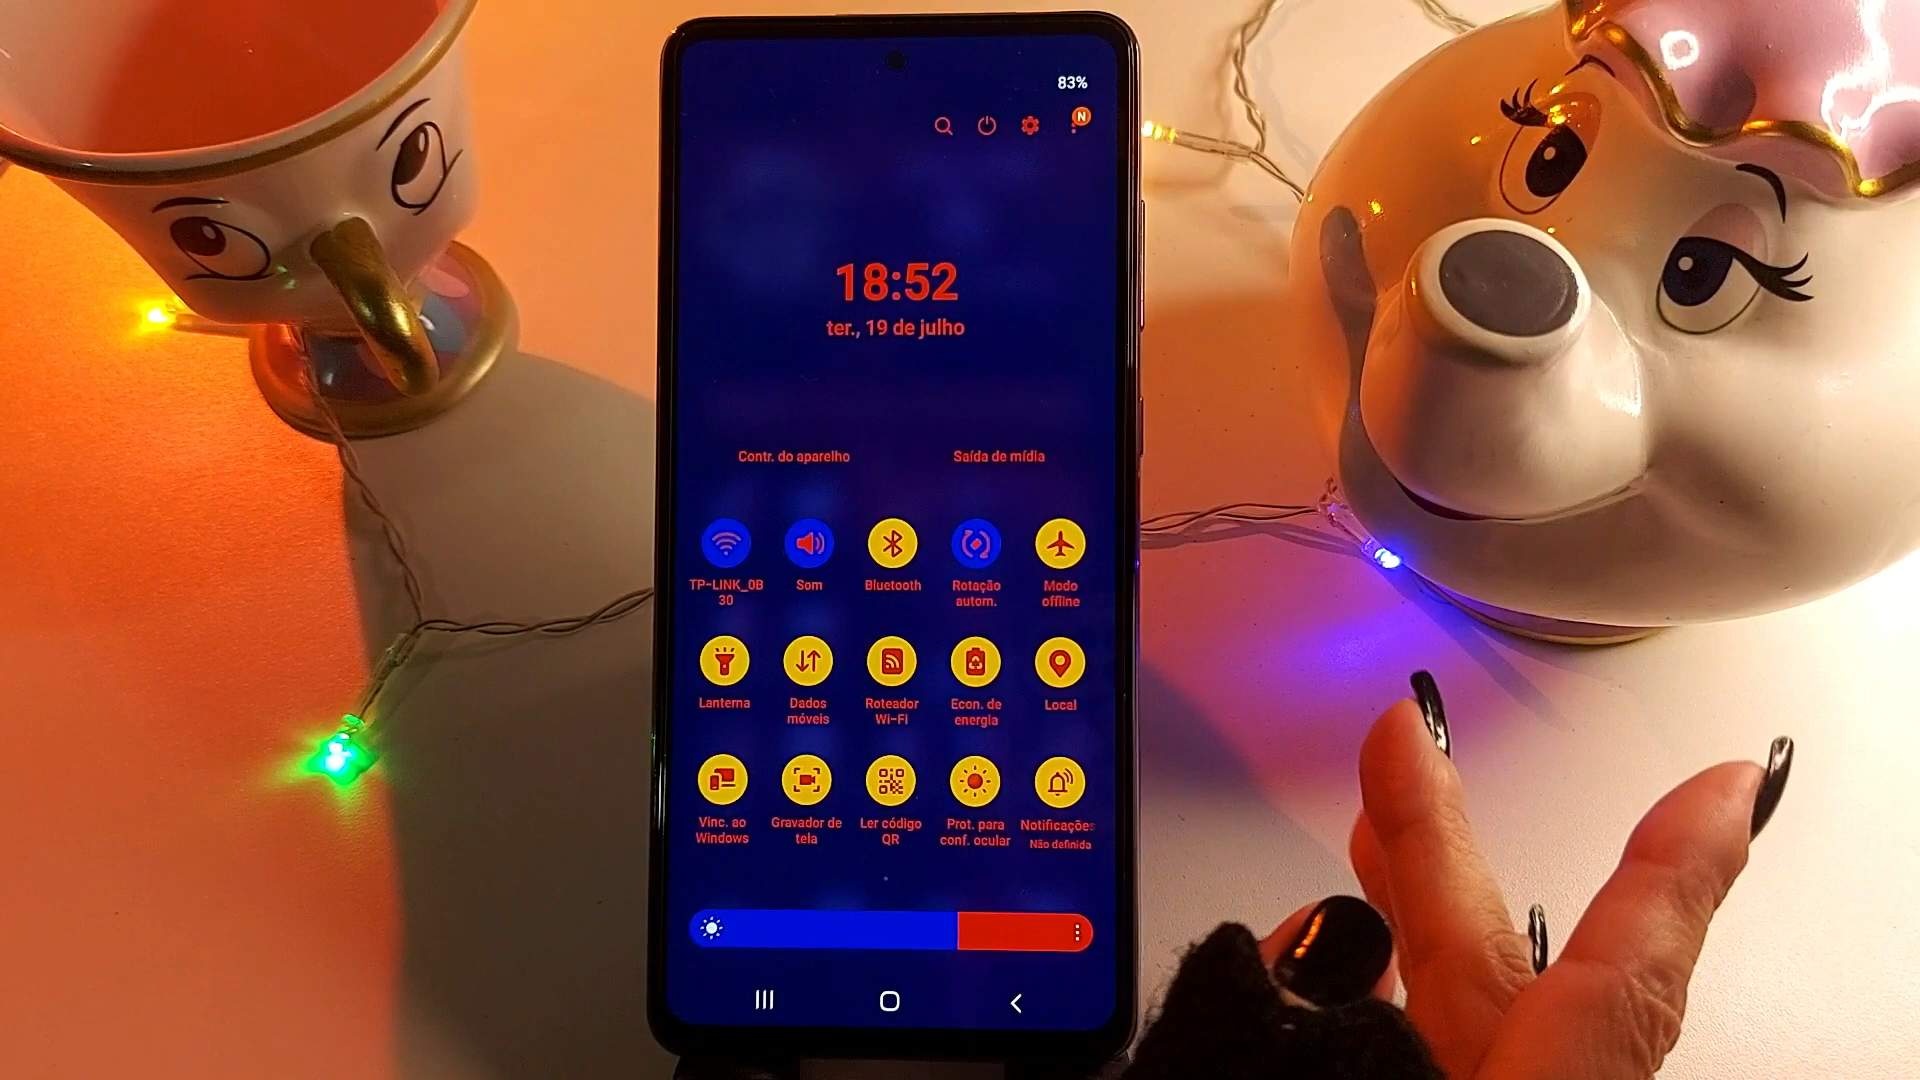 83%
N
18:52
ter., 19 de julho
Contr. do aparelho
Saída de mídia
TP-LINK_0B
30
Som
Bluetooth
Rotação
autom.
Modo
offline
Lanterna
Dados
móveis
Roteador
Wi-Fi
Econ. de
energia
Local
Vinc. ao
Windows
Gravador de
tela
Ler código
QR
Prot. para
conf. ocular
Notificações
Não definida